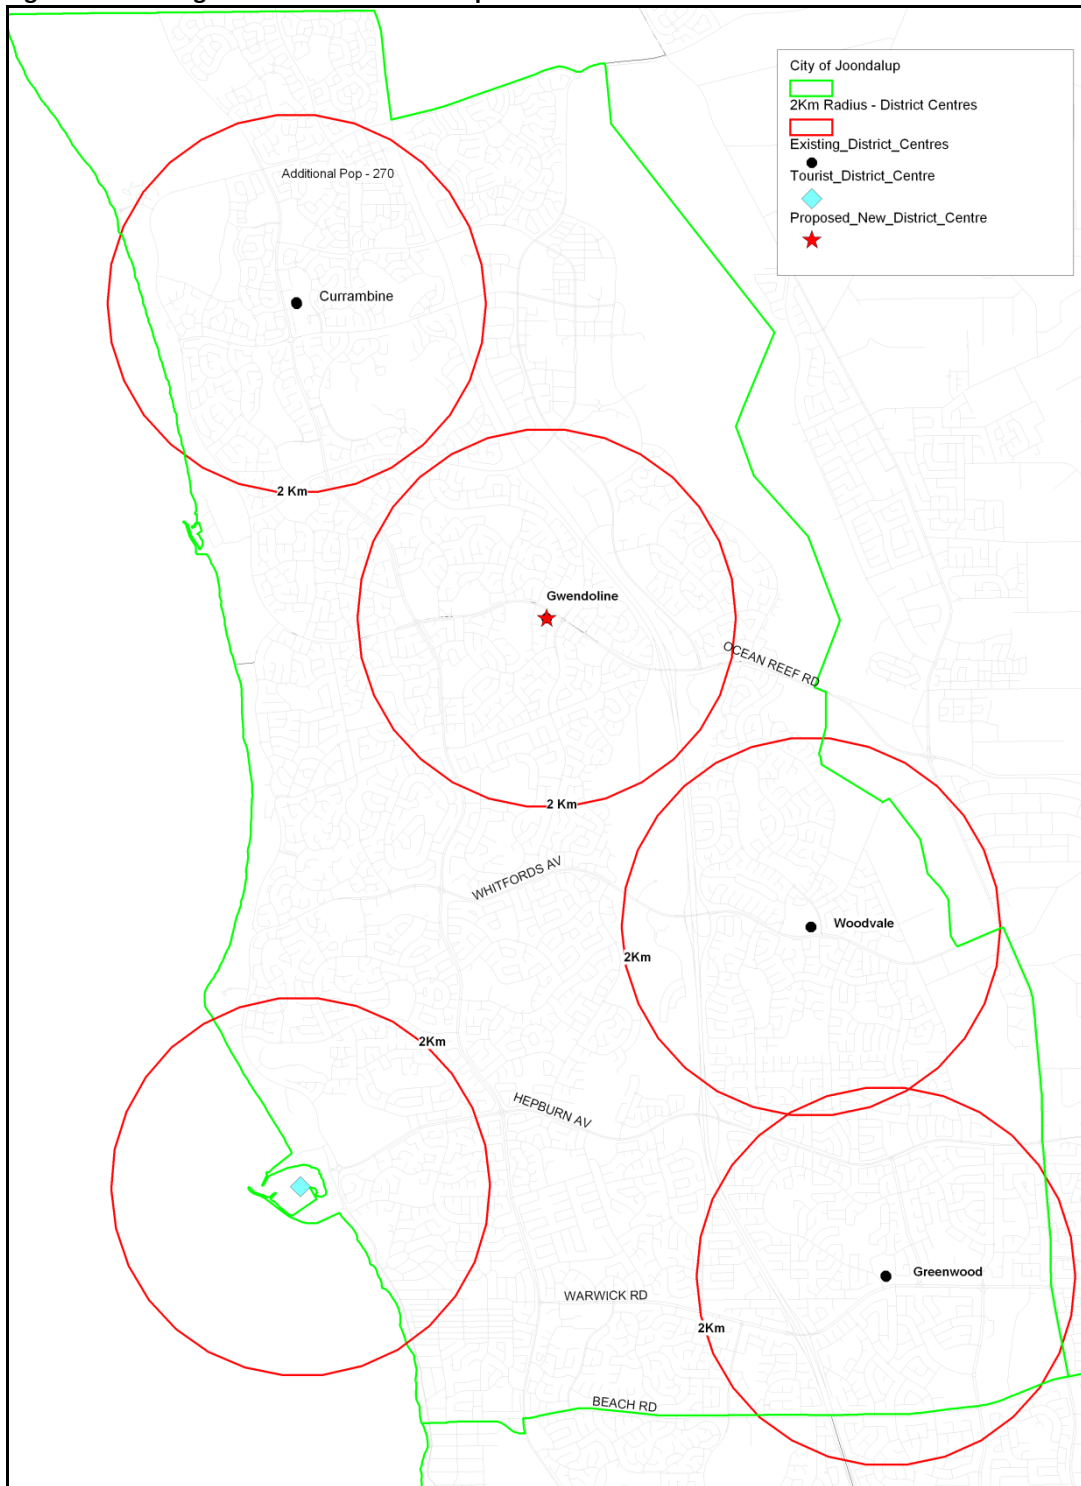 City of Joondalup
2Km Radius - District Centres
Existing_District_Centres
Tourist_District_Centre
Proposed_New_District_Centre
Additional Pop - 270
Currambine
2 Km
Gwendoline
OCEAN REEF RD
2 Km
WHITFORDS AV
Woodvale
2Km
2Km
HEPBURN AV
Greenwood
WARWICK RD
2Km
BEACH RD